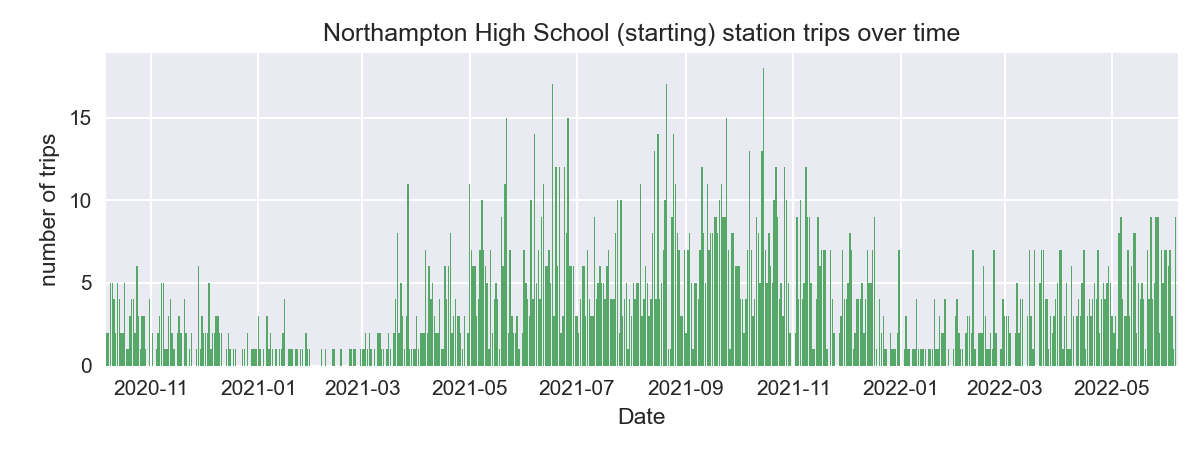 Northampton High School (starting) station trips over time
number of trips
15
10
5
0
2020-11 2021-01 2021-03 2021-05 2021-07 2021-09 2021-11 2022-01 2022-03 2022-05
Date